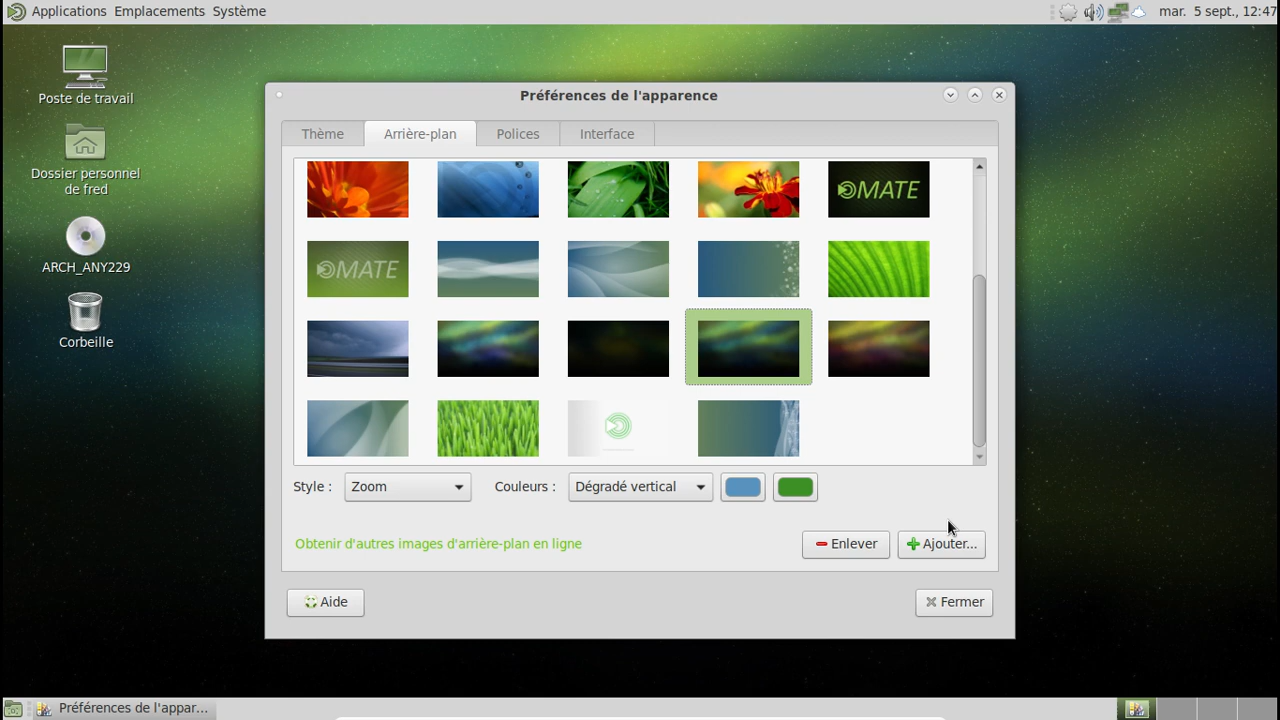 Applications Emplacements Système
mar. 5 sept., 12:47
Poste de travail
Dossier personnel
de fred
ARCH_ANY229
Corbeille
Préférences de l'apparence
Thème Arrière-plan Polices Interface
MATE
MATE
Style : Zoom Couleurs : Dégradé vertical
Obtenir d'autres images d'arrière-plan en ligne
Enlever Ajouter...
Aide Fermer
Préférences de l'appar...